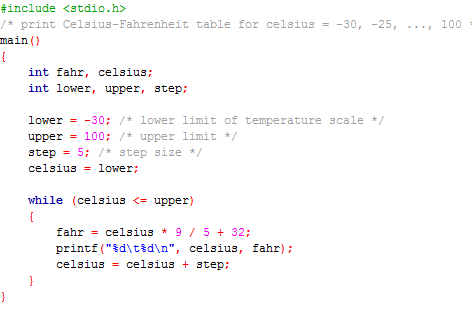 #include <stdio.h>
/* print Celsius-Fahrenheit table for celsius = -30, -25, ..., 100
main()
{
    int fahr, celsius;
    int lower, upper, step;

    lower = -30; /* lower limit of temperature scale */
    upper = 100; /* upper limit */
    step = 5; /* step size */
    celsius = lower;

    while (celsius <= upper)
    {
        fahr = celsius * 9 / 5 + 32;
        printf("%d\t%d\n", celsius, fahr);
        celsius = celsius + step;
    }
}